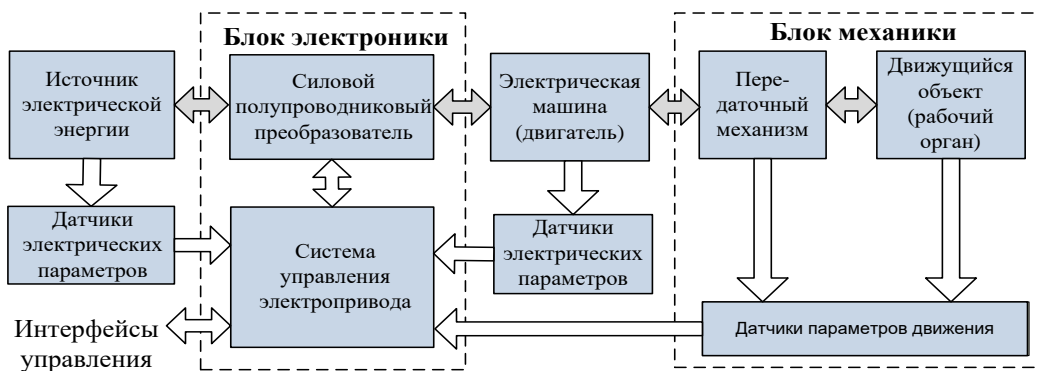 Блок электроники
Блок механики
Источник
электрической
энергии
Силовой
полупроводниковый
преобразователь
Электрическая
машина
(двигатель)
Пере-
даточный
механизм
Движущийся
объект
(рабочий
орган)
Датчики
электрических
параметров
Система
управления
электропривода
Датчики
электрических
параметров
Датчики параметров движения
Интерфейсы
управления